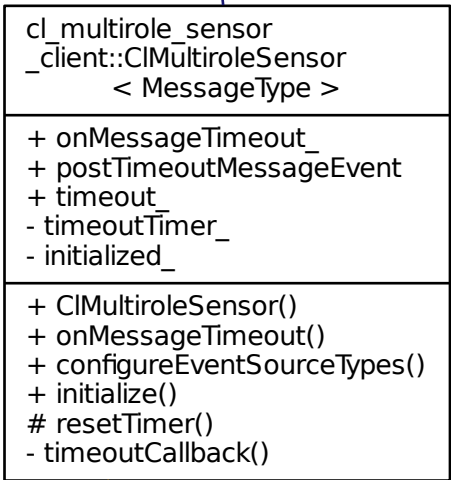 cl_multirole_sensor
_client::ClMultiroleSensor
< MessageType >
+ onMessageTimeout_
+ postTimeoutMessageEvent
+ timeout_
- timeoutTimer_
- initialized_
+ ClMultiroleSensor()
+ onMessageTimeout()
+ configureEventSourceTypes()
+ initialize()
# resetTimer()
- timeoutCallback()